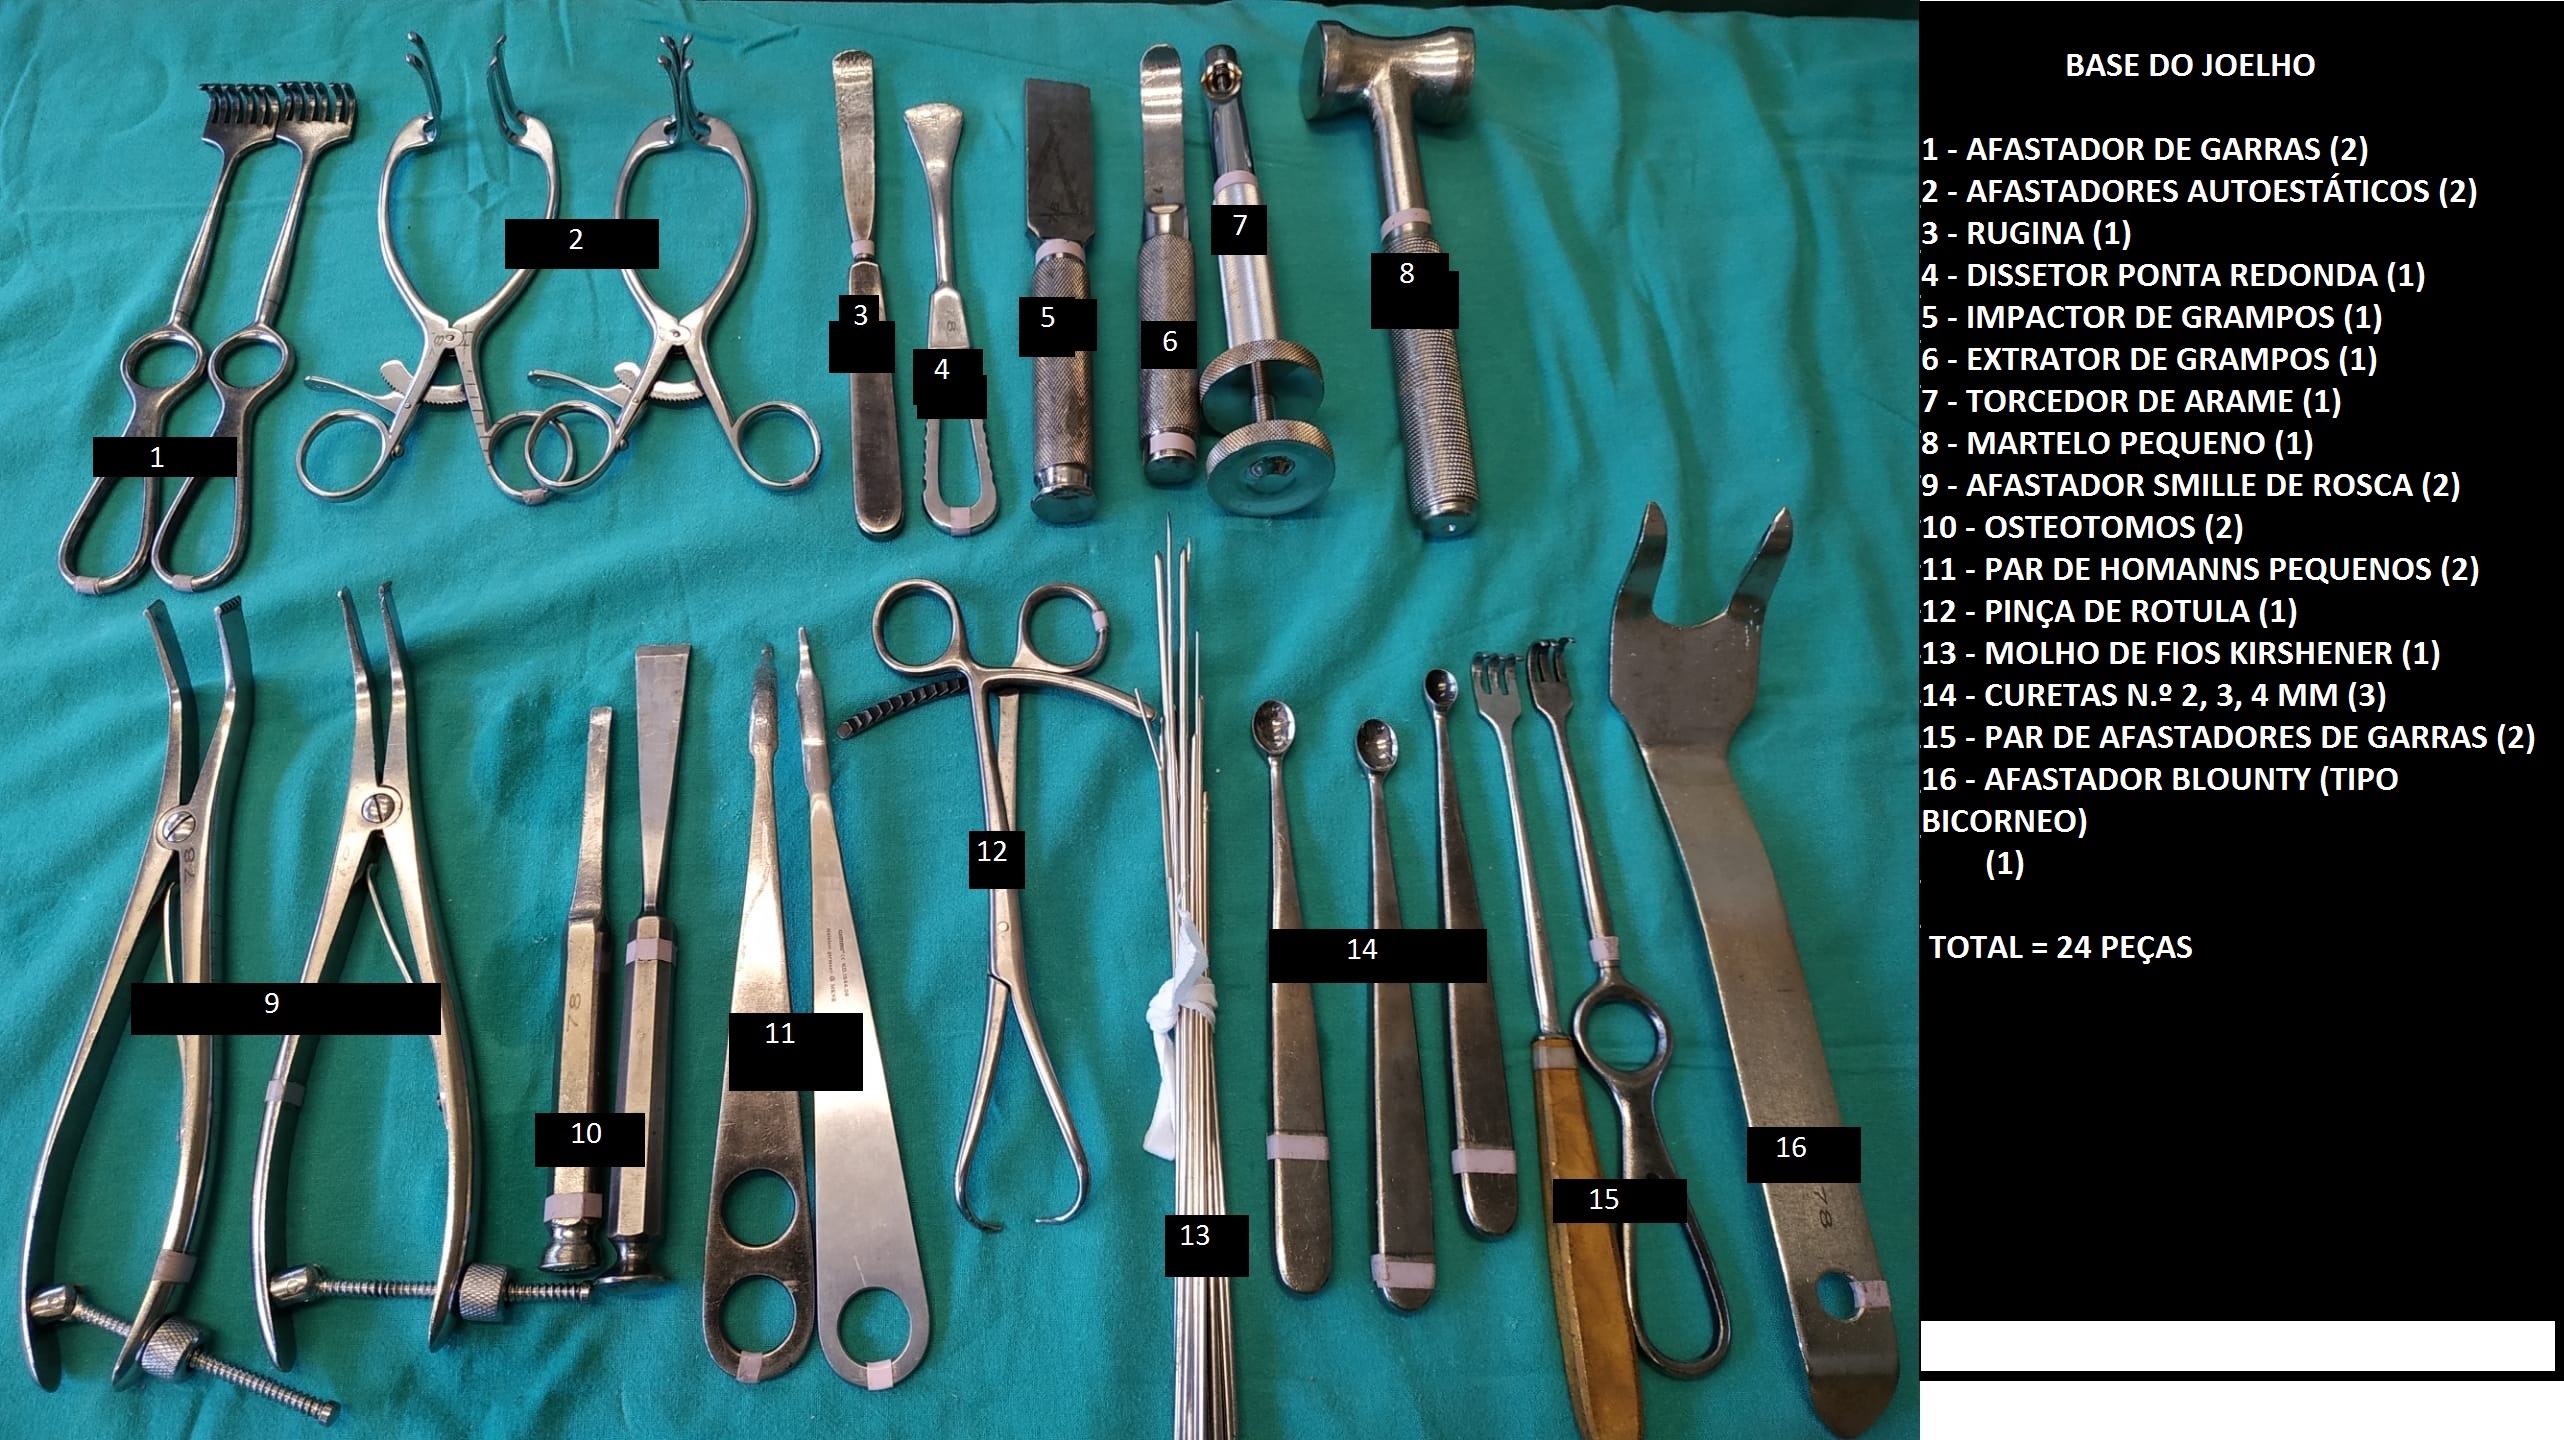 BASE DO JOELHO
1 - AFASTADOR DE GARRAS (2)
2 - AFASTADORES AUTOESTÁTICOS (2)
3 - RUGINA (1)
4 - DISSETOR PONTA REDONDA (1)
5 - IMPACTOR DE GRAMPOS (1)
6 - EXTRATOR DE GRAMPOS (1)
7 - TORCEDOR DE ARAME (1)
8 - MARTELO PEQUENO (1)
9 - AFASTADOR SMILLE DE ROSCA (2)
10 - OSTEOTOMOS (2)
11 - PAR DE HOMANNS PEQUENOS (2)
12 - PINÇA DE ROTULA (1)
13 - MOLHO DE FIOS KIRSHENER (1)
14 - CURETAS N.º 2, 3, 4 MM (3)
15 - PAR DE AFASTADORES DE GARRAS (2)
16 - AFASTADOR BLOUNTY (TIPO
BICORNEO)
(1)
TOTAL = 24 PEÇAS
1
2
3
4
5
6
7
8
9
10
11
12
13
14
15
16
78
78
78
78